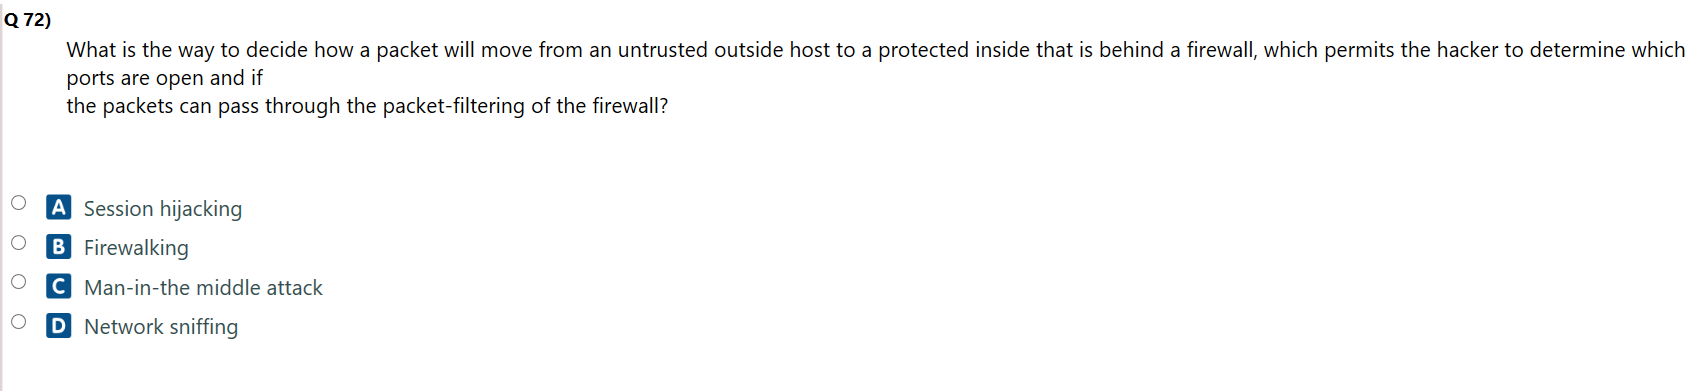 Q 72)
What is the way to decide how a packet will move from an untrusted outside host to a protected inside that is behind a firewall, which permits the hacker to determine which
ports are open and if
the packets can pass through the packet-filtering of the firewall?
A Session hijacking
B Firewalking
C Man-in-the middle attack
D Network sniffing